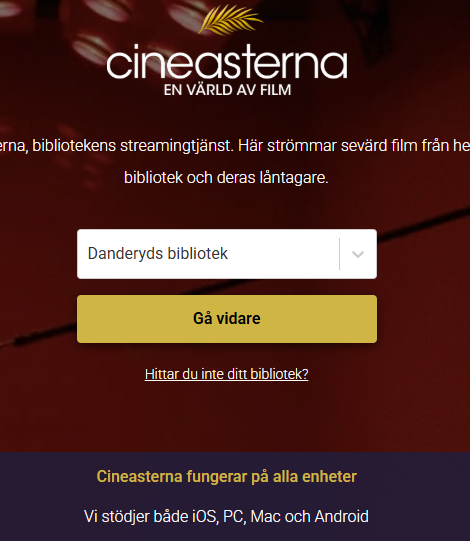 cineasterna
EN VÄRLD AV FILM
bibliotekens streamingtjänst. Här strömmar sevärd film från
bibliotek och deras låntagare.
Danderyds bibliotek
Gå vidare
Hittar du inte ditt bibliotek?
Cineasterna fungerar på alla enheter
Vi stödjer både iOS, PC, Mac och Android